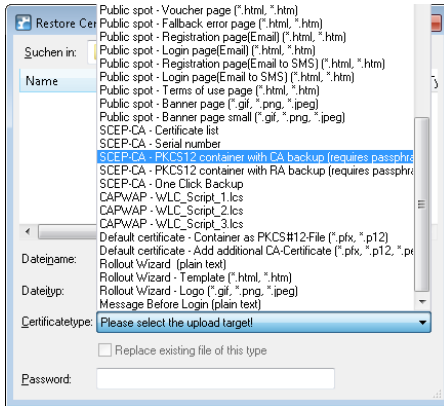 Restore Cer
Public spot - Voucher page (*.html, *.htm)
Public spot - Fallback error page (*.html, *.htm)
Public spot - Registration page(Email) (*.html, *.htm)
Public spot - Login page(Email) (*.html, *.htm)
Suchen in:
Public spot - Registration page(Email to SMS) (*.html, *.htm)
Public spot - Login page(Email to SMS) (*.html, *.htm)
Name
Public spot - Terms of use page (*.html, *.htm)
Public spot - Banner page (*.gif, *.png, *.jpeg)
Public spot - Banner page small (*.gif, *.png, *.jpeg)
SCEP-CA - Certificate list
SCEP-CA - Serial number
SCEP-CA - PKCS12 container with CA backup (requires passphra
SCEP-CA - PKCS12 container with RA backup (requires passphra
SCEP-CA - One Click Backup
CAPWAP - WLC_Script_1.lcs
CAPWAP - WLC_Script_2.lcs
CAPWAP - WLC_Script_3.lcs
Default certificate - Container as PKCS#12-File (*.pfx, *.p12)
Dateiname:
Default certificate - Add additional CA-Certificate (*.pfx, *.p12, *.pe
Rollout Wizard (plain text)
Rollout Wizard - Template (*.html, *.htm)
Dateityp:
Rollout Wizard - Logo (*.gif, *.png, *.jpeg)
Message Before Login (plain text)
Certificatetype: Please select the upload target!
Replace existing file of this type
Password: